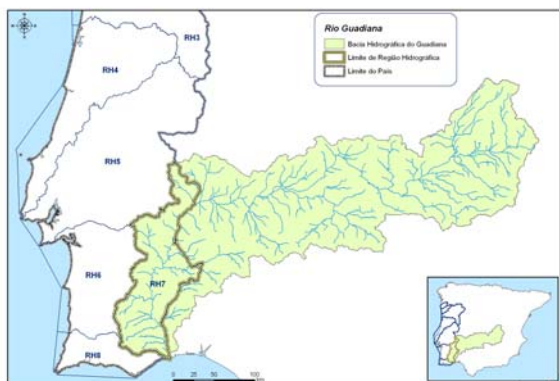 Rio Guadiana
Bacia Hidrográfica do Guadiana
Limite de Região Hidrográfica
Limite do País
RH3
RH4
RH5
RH6
RH7
RH8
0 25 50 100